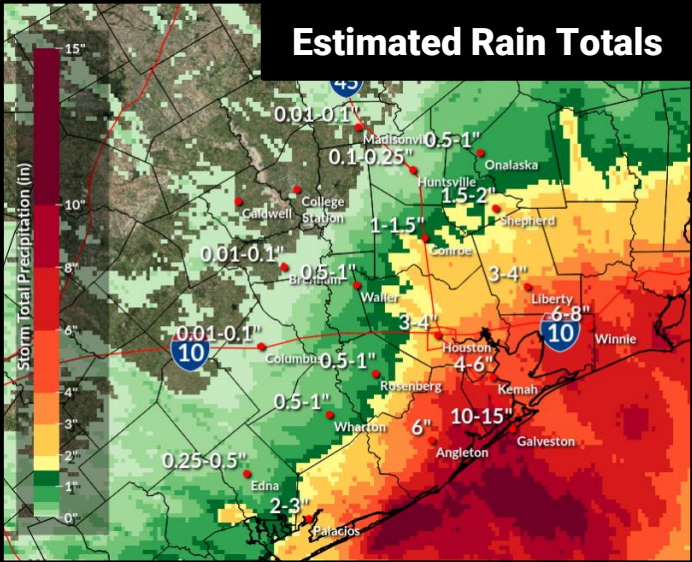 Estimated Rain Totals
15"
10"
8"
6"
4"
3"
2"
1"
0"
Storm Total Precipitation (in)
45
0.01-0.1"
Madisonville
0.5-1"
0.1-0.25"
Onalaska
Huntsville
1.5-2"
Caldwell
College
Station
Shepherd
1-1.5"
Conroe
0.01-0.1"
Brenham
0.5-1"
Waller
3-4"
Liberty
6-8"
10
Winnie
3-4"
Houston
0.01-0.1"
10
Columbus
0.5-1"
Rosenberg
4-6"
Kemah
0.5-1"
Wharton
10-15"
6"
Galveston
Angleton
0.25-0.5"
Edna
2-3"
Palacios